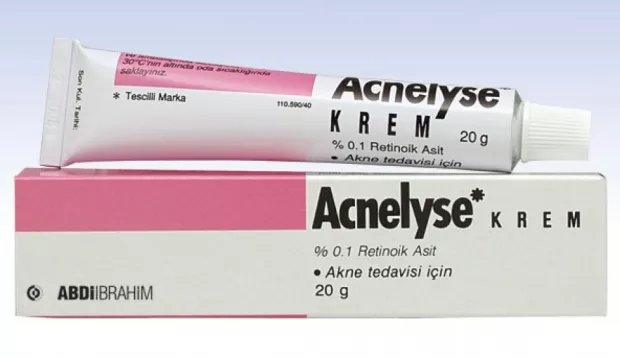 30°C'nin altında oda sıcaklığında
saklayınız.
Son Kul. Tarihi:
* Tescilli Marka
110.590/40
Acnelyse
KREM
20 g
% 0.1 Retinoik Asit
• Akne tedavisi için
Acnelyse* KREM
% 0.1 Retinoik Asit
• Akne tedavisi için
20 g
ABDİİBRAHİM